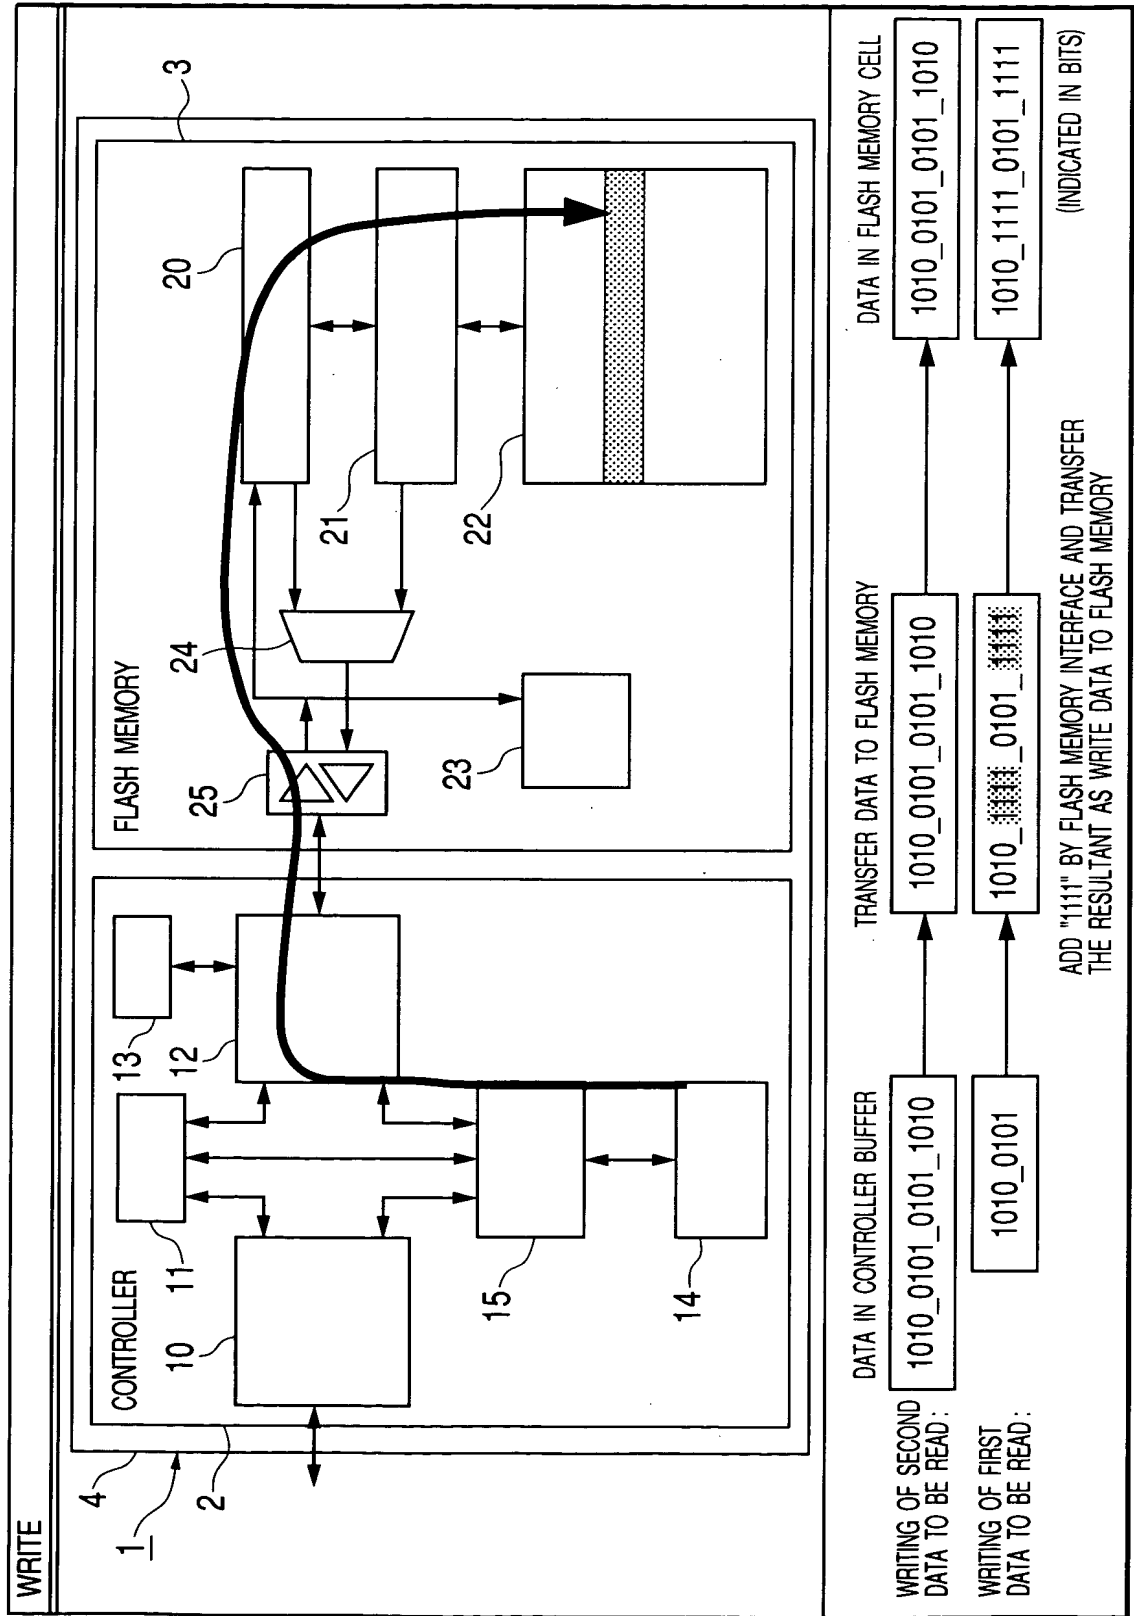 WRITE
1
4
2
3
CONTROLLER
10
11
12
13
14
15
FLASH MEMORY
20
21
22
23
24
25
DATA IN CONTROLLER BUFFER
TRANSFER DATA TO FLASH MEMORY
DATA IN FLASH MEMORY CELL
WRITING OF SECOND
DATA TO BE READ :
1010_0101_0101_1010
1010_0101_0101_1010
1010_0101_0101_1010
WRITING OF FIRST
DATA TO BE READ :
1010_0101
1010_1111_0101_1111
1010_1111_0101_1111
ADD "1111" BY FLASH MEMORY INTERFACE AND TRANSFER
THE RESULTANT AS WRITE DATA TO FLASH MEMORY
(INDICATED IN BITS)